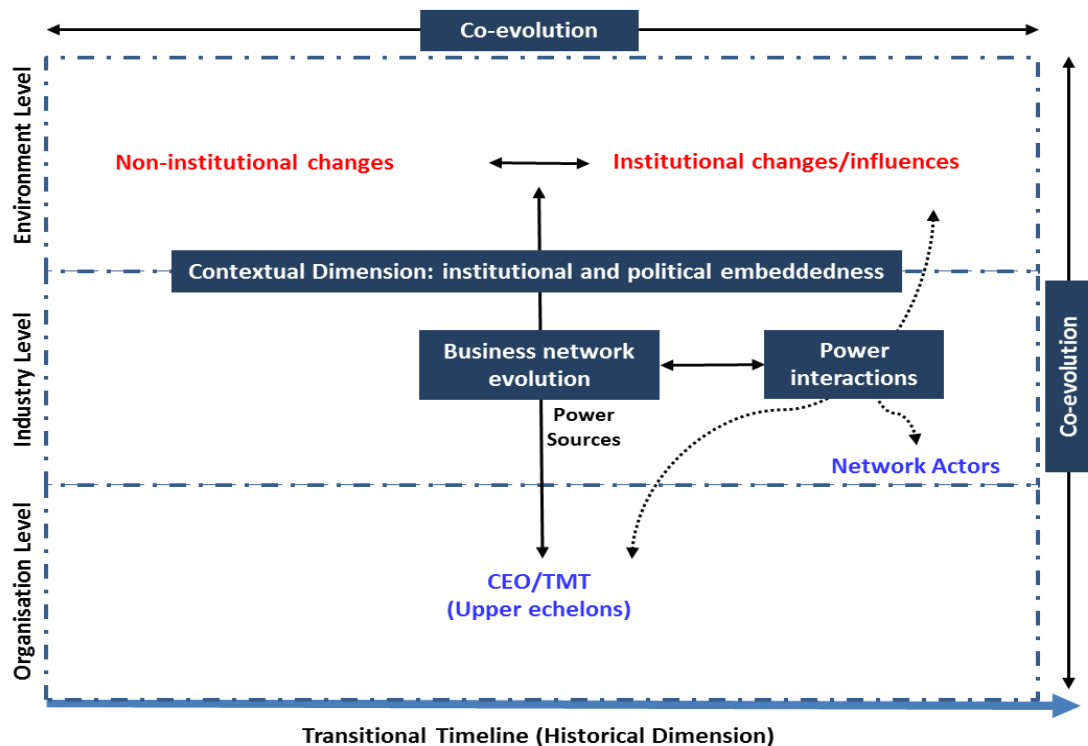 Co-evolution
Environment Level
Non-institutional changes
Institutional changes/influences
Contextual Dimension: institutional and political embeddedness
Industry Level
Business network
evolution
Power
interactions
Co-evolution
Power
Sources
Network Actors
Organisation Level
CEO/TMT
(Upper echelons)
Transitional Timeline (Historical Dimension)